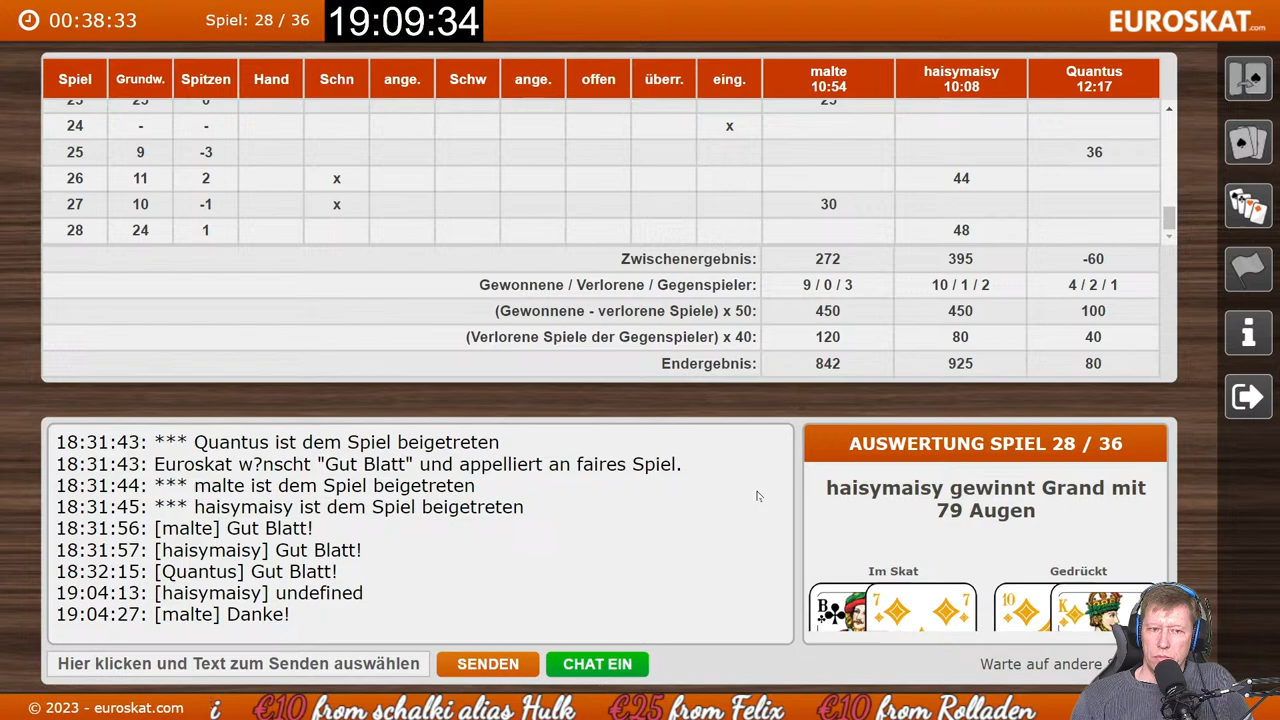 00:38:33
Spiel: 28 / 36
19:09:34
EUROSKAT.com
Spiel Grundw. Spitzen Hand Schn ange. Schw ange. offen überr. eing. malte 10:54 haisymaisy 10:08 Quantus 12:17
23 23 0 23
24 - - x
25 9 -3 36
26 11 2 x 44
27 10 -1 x 30
28 24 1 48
Zwischenergebnis: 272 395 -60
Gewonnene / Verlorene / Gegenspieler: 9 / 0 / 3 10 / 1 / 2 4 / 2 / 1
(Gewonnene - verlorene Spiele) x 50: 450 450 100
(Verlorene Spiele der Gegenspieler) x 40: 120 80 40
Endergebnis: 842 925 80
18:31:43: *** Quantus ist dem Spiel beigetreten
18:31:43: Euroskat w?nscht "Gut Blatt" und appelliert an faires Spiel.
18:31:44: *** malte ist dem Spiel beigetreten
18:31:45: *** haisymaisy ist dem Spiel beigetreten
18:31:56: [malte] Gut Blatt!
18:31:57: [haisymaisy] Gut Blatt!
18:32:15: [Quantus] Gut Blatt!
19:04:13: [haisymaisy] undefined
19:04:27: [malte] Danke!
Hier klicken und Text zum Senden auswählen
SENDEN
CHAT EIN
AUSWERTUNG SPIEL 28 / 36
haisymaisy gewinnt Grand mit
79 Augen
Im Skat
Gedrückt
B 7 7 10 K
Warte auf andere
© 2023 - euroskat.com
i €10 from schalki alias Hulk €25 from Felix €10 from Rolladen